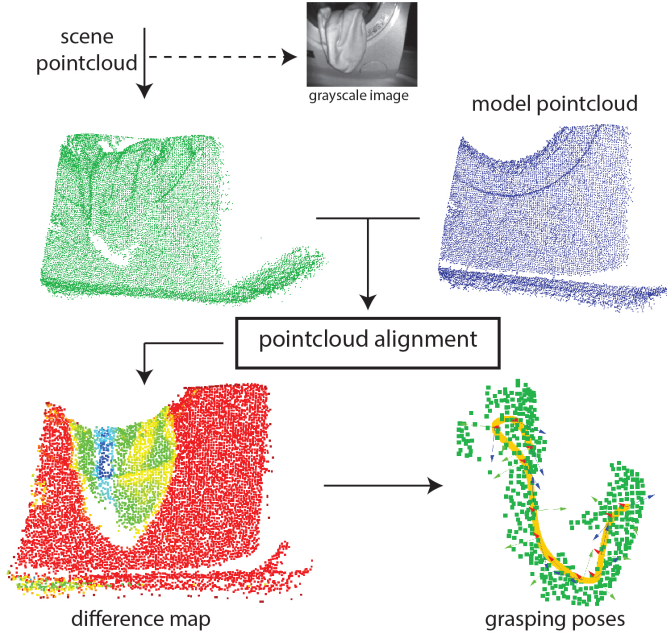 scene
pointcloud
grayscale image
model pointcloud
pointcloud alignment
difference map
grasping poses